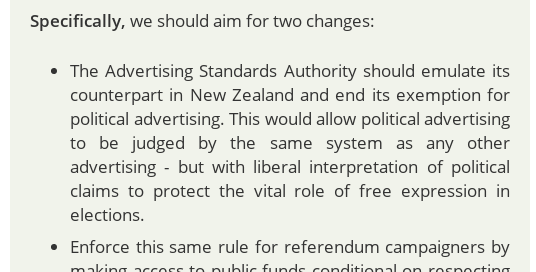 Specifically, we should aim for two changes:
• The Advertising Standards Authority should emulate its
counterpart in New Zealand and end its exemption for
political advertising. This would allow political advertising
to be judged by the same system as any other
advertising - but with liberal interpretation of political
claims to protect the vital role of free expression in
elections.
• Enforce this same rule for referendum campaigners by
making access to public funds conditional on respecting